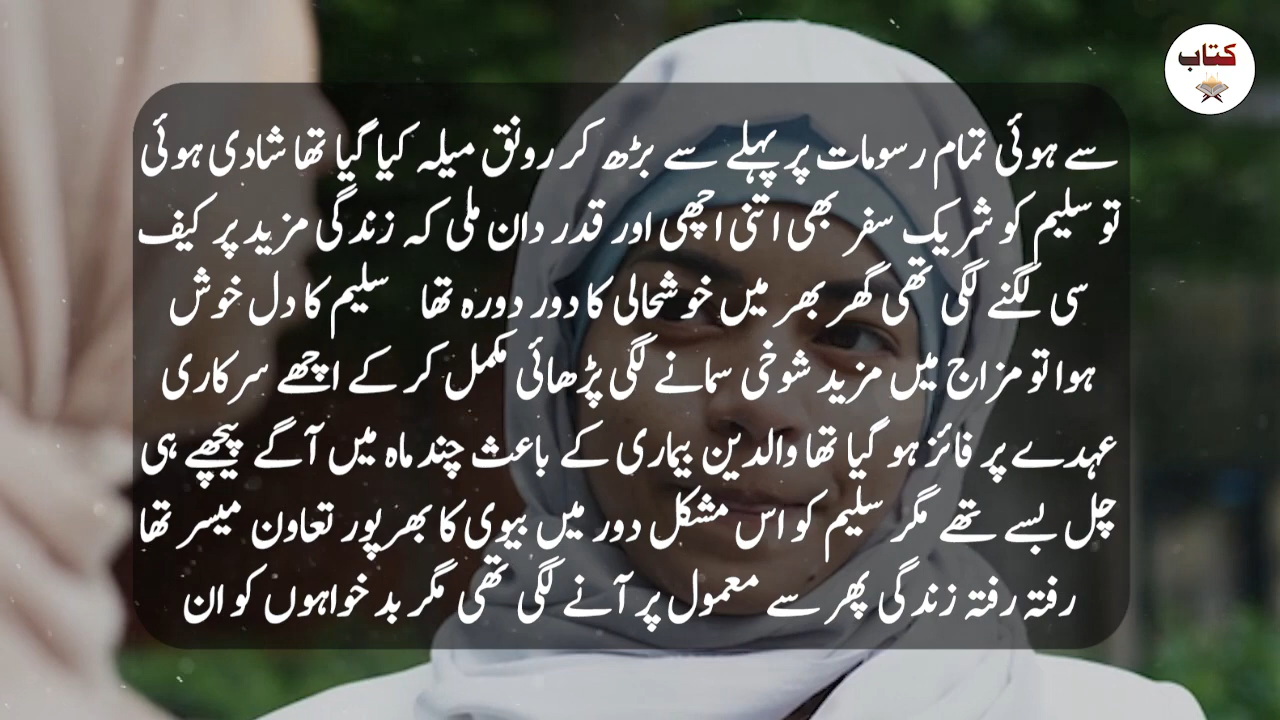 کتاب
سے ہوئی تمام رسومات پر پہلے سے بڑھ کر رونق میلہ کیا گیا تھا شادی ہوئی
تو سلیم کو شریک سفر بھی اتنی اچھی اور قدر دان ملی کہ زندگی مزید پر کیف
سی لگنے لگی تھی گھر بھر میں خوشحالی کا دور دورہ تھا سلیم کا دل خوش
ہوا تو مزاج میں مزید شوخی سمانے لگی پڑھائی مکمل کر کے اچھے سرکاری
عہدے پر فائز ہو گیا تھا والدین بیماری کے باعث چند ماہ میں آگے پیچھے ہی
چل بسے تھے مگر سلیم کو اس مشکل دور میں بیوی کا بھرپور تعاون میسر تھا
رفتہ رفتہ زندگی پھر سے معمول پر آنے لگی تھی مگر بد خواہوں کو ان